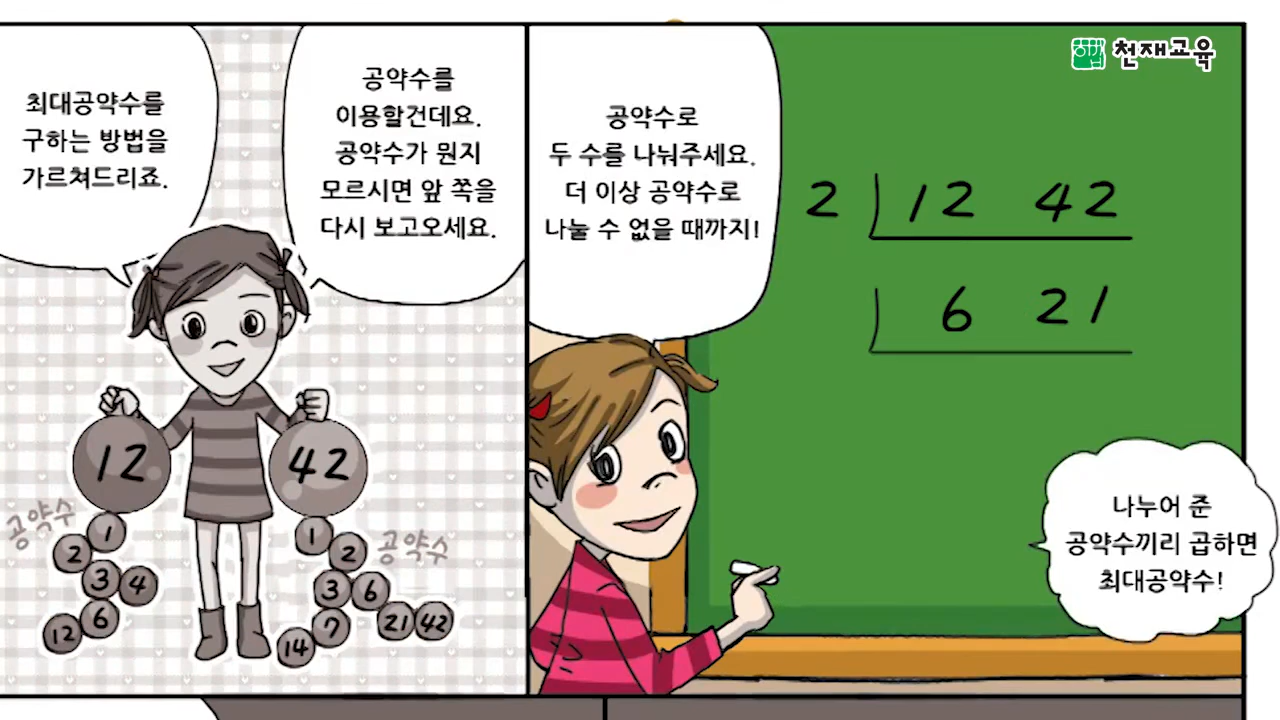 최대공약수를
구하는 방법을
가르쳐드리죠.
공약수를
이용할건데요.
공약수가 뭔지
모르시면 앞 쪽을
다시 보고오세요.
12
42
공약수
1
2
3 4
6
12
공약수
1
2
3 6
7 21 42
14
공약수로
두 수를 나눠주세요.
더 이상 공약수로
나눌 수 없을 때까지!
천재교육
2 12 42
6 21
나누어 준
공약수끼리 곱하면
최대공약수!